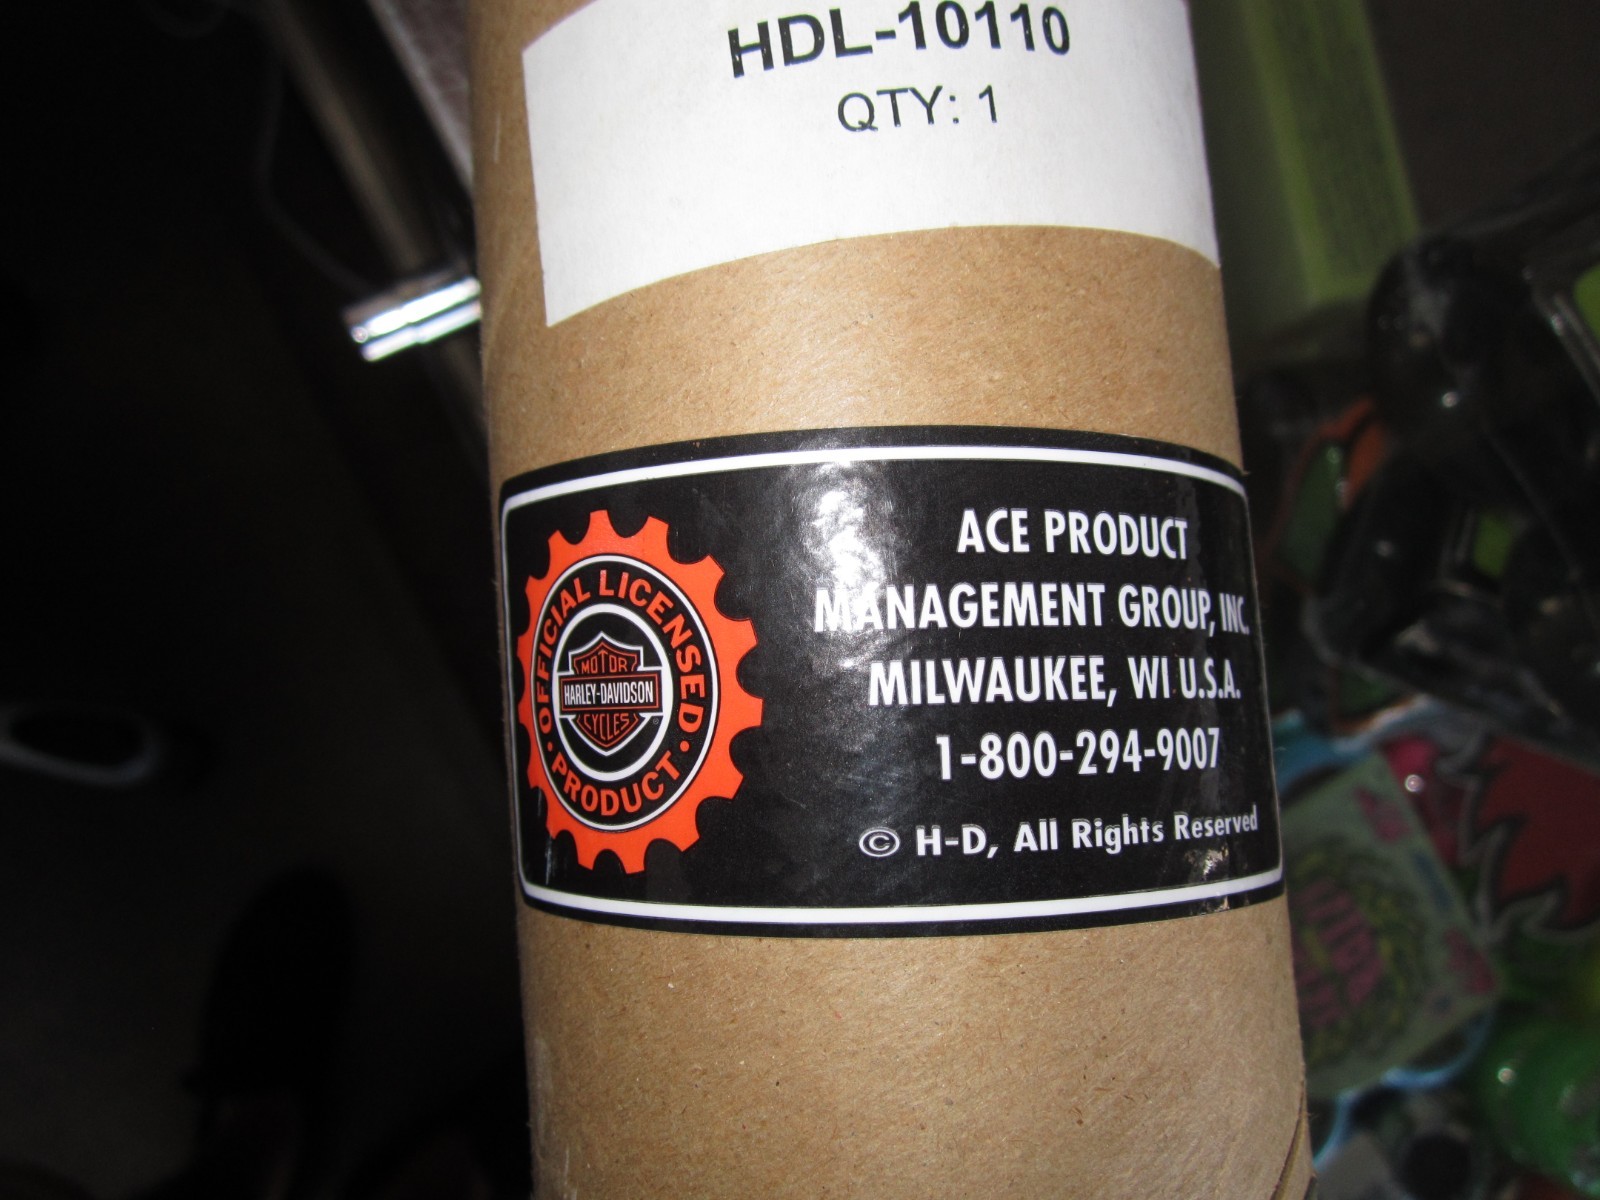 HDL-10110
QTY: 1
OFFICIAL LICENSED
MOTOR
HARLEY-DAVIDSON
CYCLES
• PRODUCT •
ACE PRODUCT
MANAGEMENT GROUP, INC.
MILWAUKEE, WI U.S.A.
1-800-294-9007
© H-D, All Rights Reserved